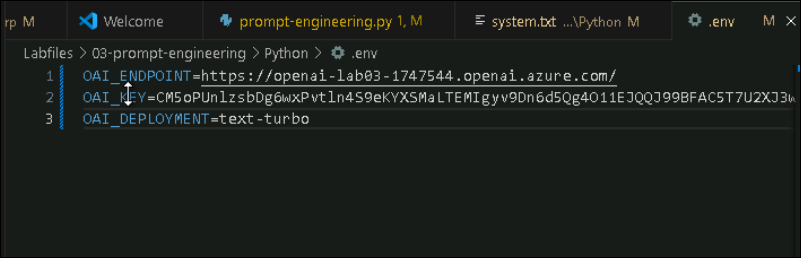 rp M Welcome prompt-engineering.py 1, M system.txt ...\Python M .env M
Labfiles > 03-prompt-engineering > Python > .env
1 OAI_ENDPOINT=https://openai-lab03-1747544.openai.azure.com/
2 OAI_KEY=CM5oPUnlzsbDg6wxPvtln4S9eKYXSMaLTEMIgyv9Dn6d5Qg4O11EJQQJ99BFAC5T7U2XJ3w
3 OAI_DEPLOYMENT=text-turbo